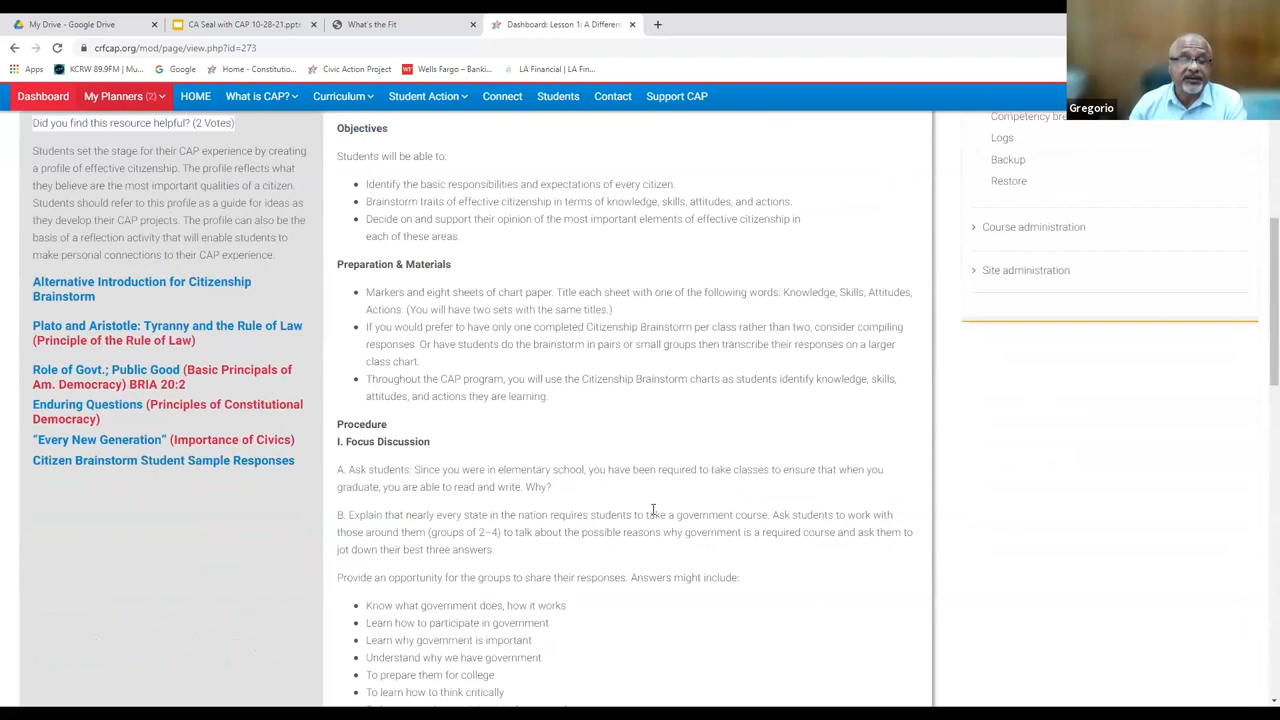 My Drive - Google Drive
CA Seal with CAP 10-28-21.pptx
What's the Fit
Dashboard: Lesson 1: A Differen
crfcap.org/mod/page/view.php?id=273
Apps
KCRW 89.9FM | Mu...
Google
Home - Constitutio...
Civic Action Project
Wells Fargo – Banki...
LA Financial | LA Fin...
Dashboard
My Planners (2)
HOME
What is CAP?
Curriculum
Student Action
Connect
Students
Contact
Support CAP
Gregorio
Did you find this resource helpful? (2 Votes)
Students set the stage for their CAP experience by creating
a profile of effective citizenship. The profile reflects what
they believe are the most important qualities of a citizen.
Students should refer to this profile as a guide for ideas as
they develop their CAP projects. The profile can also be the
basis of a reflection activity that will enable students to
make personal connections to their CAP experience.
Alternative Introduction for Citizenship
Brainstorm
Plato and Aristotle: Tyranny and the Rule of Law
(Principle of the Rule of Law)
Role of Govt.; Public Good (Basic Principals of
Am. Democracy) BRIA 20:2
Enduring Questions (Principles of Constitutional
Democracy)
“Every New Generation” (Importance of Civics)
Citizen Brainstorm Student Sample Responses
Objectives
Students will be able to:
• Identify the basic responsibilities and expectations of every citizen.
• Brainstorm traits of effective citizenship in terms of knowledge, skills, attitudes, and actions.
• Decide on and support their opinion of the most important elements of effective citizenship in
each of these areas.
Preparation & Materials
• Markers and eight sheets of chart paper. Title each sheet with one of the following words: Knowledge, Skills, Attitudes,
Actions. (You will have two sets with the same titles.)
• If you would prefer to have only one completed Citizenship Brainstorm per class rather than two, consider compiling
responses. Or have students do the brainstorm in pairs or small groups then transcribe their responses on a larger
class chart.
• Throughout the CAP program, you will use the Citizenship Brainstorm charts as students identify knowledge, skills,
attitudes, and actions they are learning.
Procedure
I. Focus Discussion
A. Ask students: Since you were in elementary school, you have been required to take classes to ensure that when you
graduate, you are able to read and write. Why?
B. Explain that nearly every state in the nation requires students to take a government course. Ask students to work with
those around them (groups of 2–4) to talk about the possible reasons why government is a required course and ask them to
jot down their best three answers.
Provide an opportunity for the groups to share their responses. Answers might include:
• Know what government does, how it works
• Learn how to participate in government
• Learn why government is important
• Understand why we have government
• To prepare them for college
• To learn how to think critically
Competency bre
Logs
Backup
Restore
Course administration
Site administration